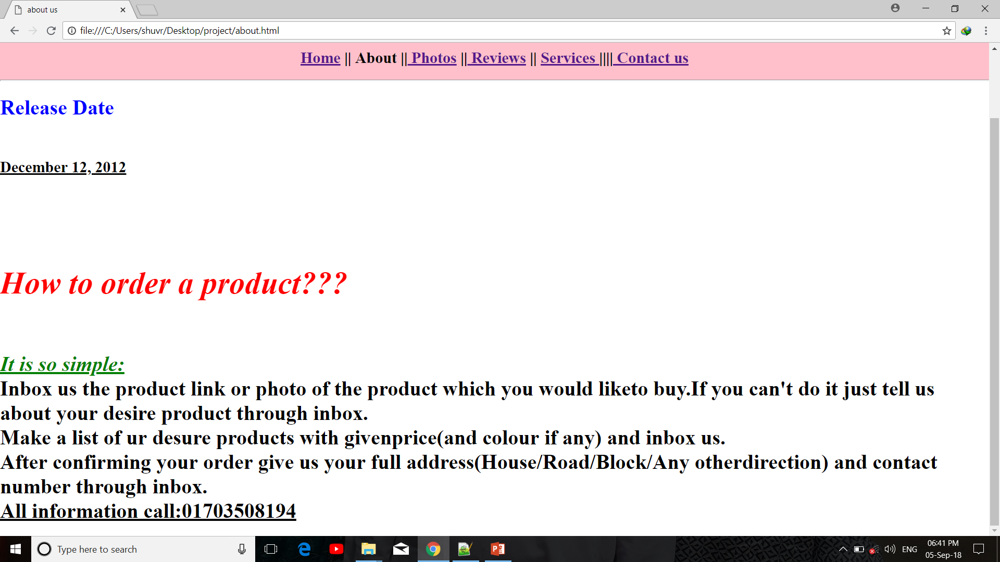 about us
file:///C:/Users/shuvr/Desktop/project/about.html
Home || About || Photos || Reviews || Services |||| Contact us
Release Date
December 12, 2012
How to order a product???
It is so simple:
Inbox us the product link or photo of the product which you would liketo buy.If you can't do it just tell us
about your desire product through inbox.
Make a list of ur desure products with givenprice(and colour if any) and inbox us.
After confirming your order give us your full address(House/Road/Block/Any otherdirection) and contact
number through inbox.
All information call:01703508194
Type here to search
ENG
06:41 PM
05-Sep-18